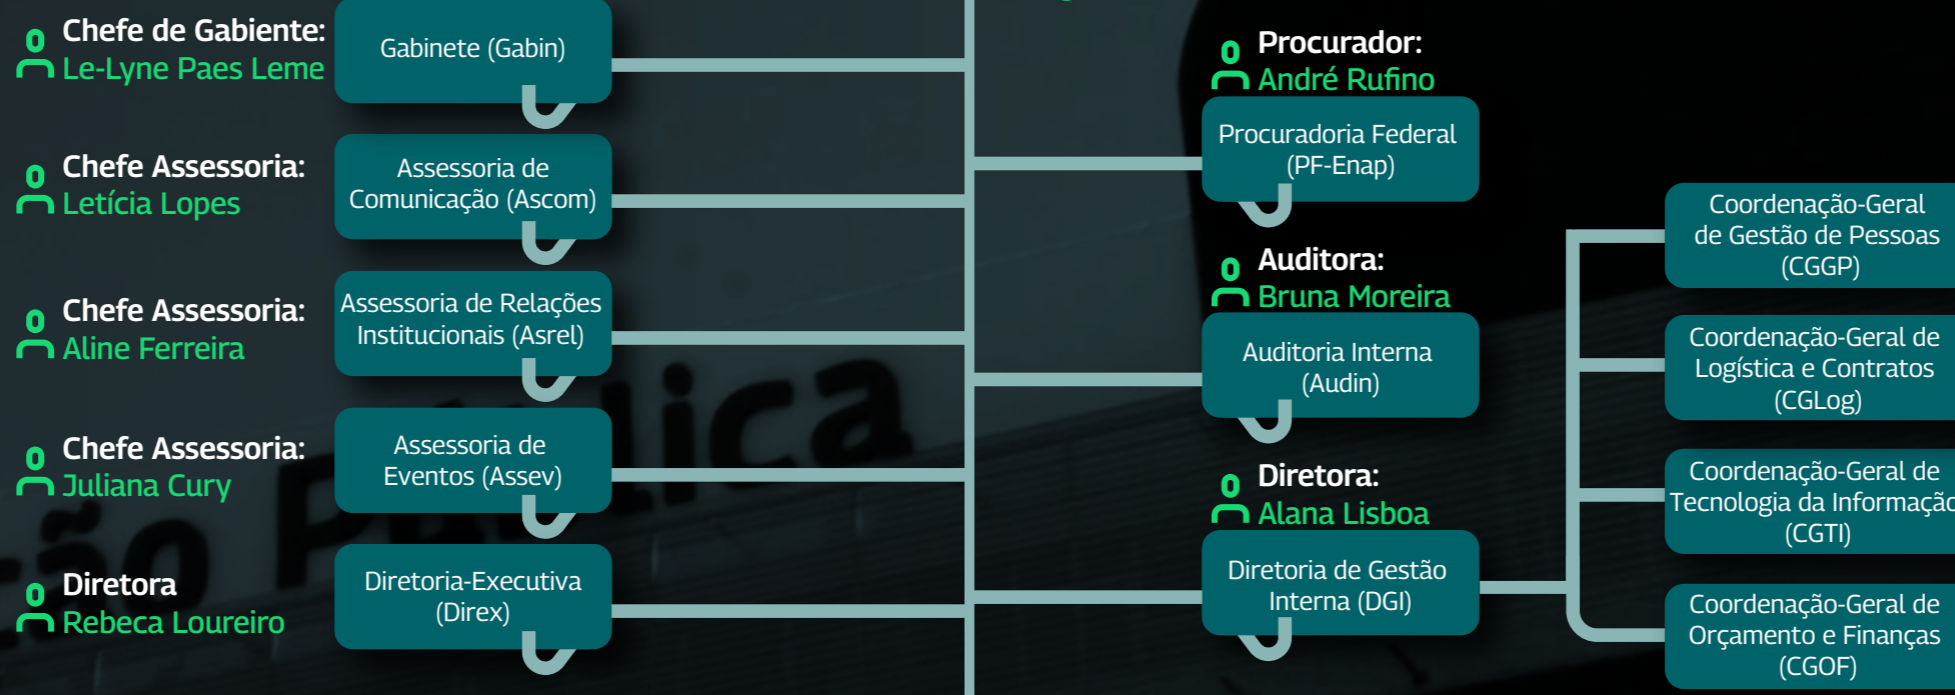 Chefe de Gabiente:
Le-Lyne Paes Leme
Gabinete (Gabin)
Chefe Assessoria:
Letícia Lopes
Assessoria de
Comunicação (Ascom)
Chefe Assessoria:
Aline Ferreira
Assessoria de Relações
Institucionais (Asrel)
Chefe Assessoria:
Juliana Cury
Assessoria de
Eventos (Assev)
Diretora
Rebeca Loureiro
Diretoria-Executiva
(Direx)
Procurador:
André Rufino
Procuradoria Federal
(PF-Enap)
Auditora:
Bruna Moreira
Auditoria Interna
(Audin)
Diretora:
Alana Lisboa
Diretoria de Gestão
Interna (DGI)
Coordenação-Geral
de Gestão de Pessoas
(CGGP)
Coordenação-Geral de
Logística e Contratos
(CGLog)
Coordenação-Geral de
Tecnologia da Informação
(CGTI)
Coordenação-Geral de
Orçamento e Finanças
(CGOF)